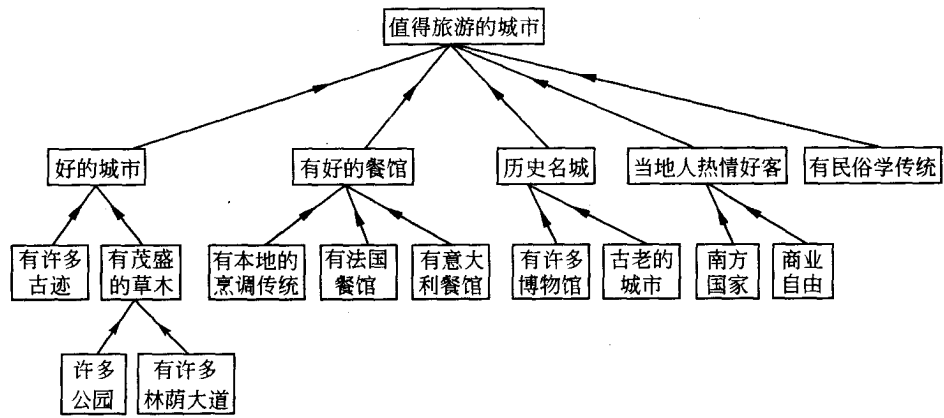 值得旅游的城市
好的城市
有好的餐馆
历史名城
当地人热情好客
有民俗学传统
有许多
古迹
有茂盛
的草木
有本地的
烹调传统
有法国
餐馆
有意大
利餐馆
有许多
博物馆
古老的
城市
南方
国家
商业
自由
许多
公园
有许多
林荫大道